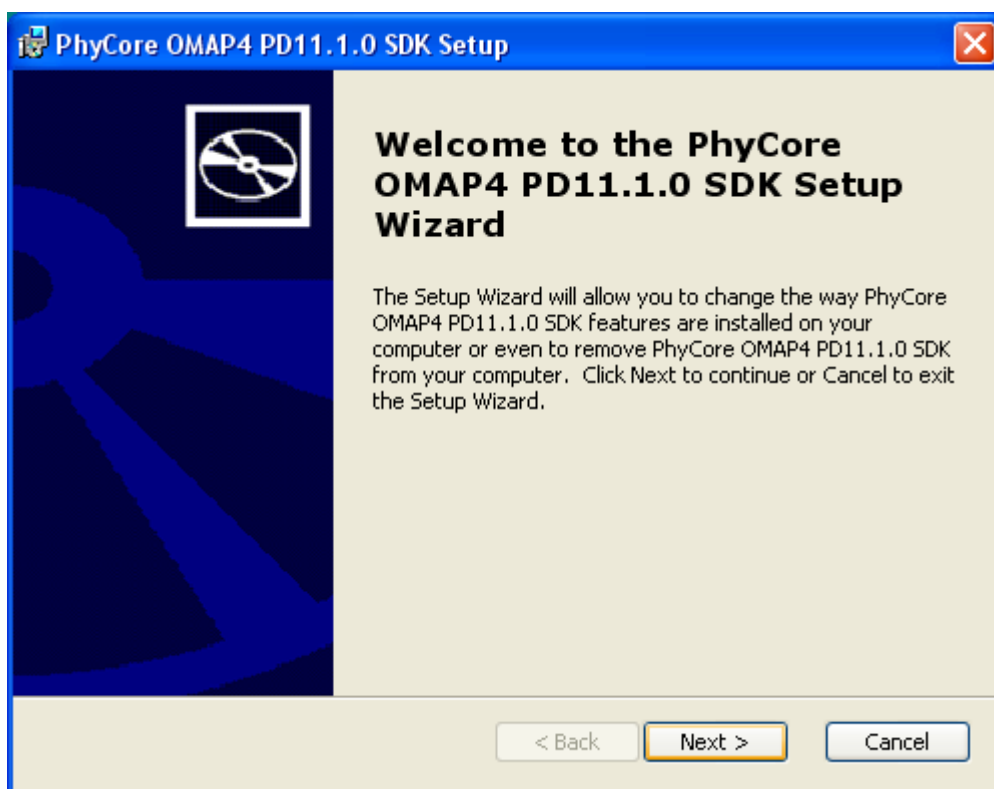 PhyCore OMAP4 PD11.1.0 SDK Setup
Welcome to the PhyCore
OMAP4 PD11.1.0 SDK Setup
Wizard
The Setup Wizard will allow you to change the way PhyCore
OMAP4 PD11.1.0 SDK features are installed on your
computer or even to remove PhyCore OMAP4 PD11.1.0 SDK
from your computer.  Click Next to continue or Cancel to exit
the Setup Wizard.
< Back
Next >
Cancel